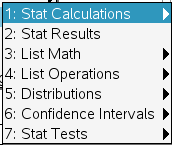 1: Stat Calculations
2: Stat Results
3: List Math
4: List Operations
5: Distributions
6: Confidence Intervals
7: Stat Tests